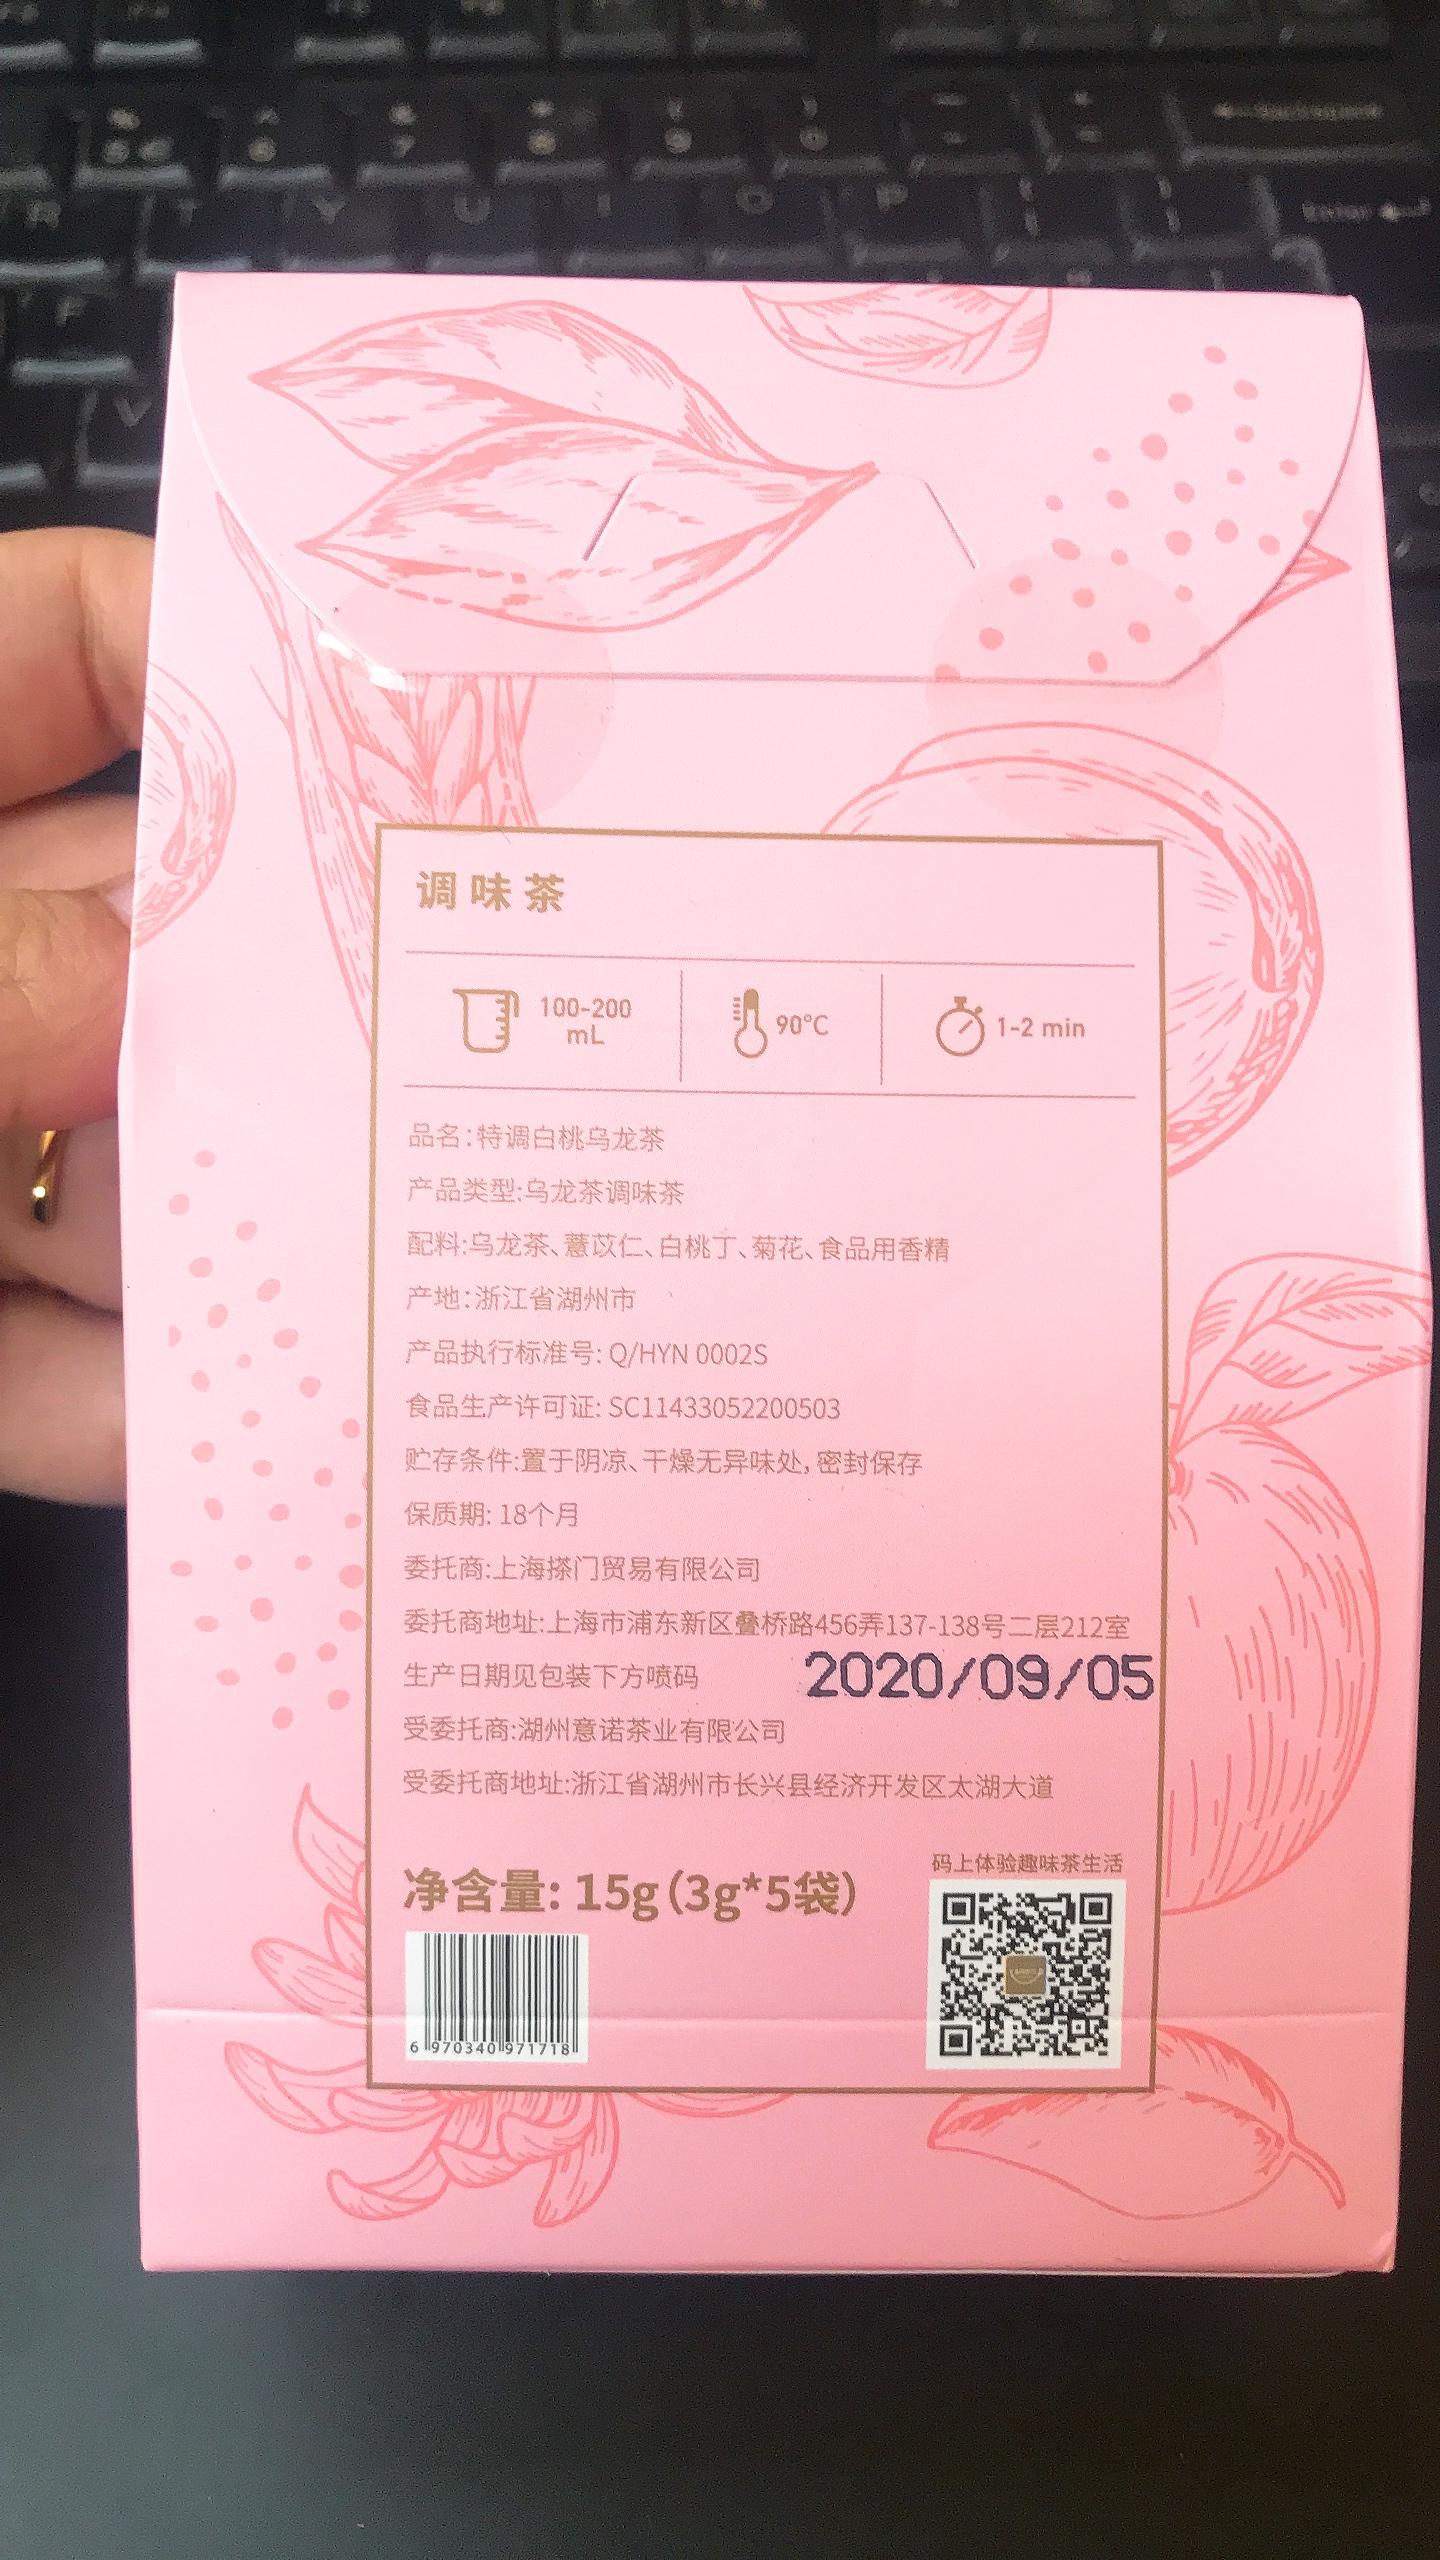 5 €
6
7
8
9
0
Backspace
R T Y U I O P
Enter
F
V
调味茶
100-200
mL
90°C
1-2 min
品名:特调白桃乌龙茶
产品类型:乌龙茶调味茶
配料:乌龙茶、薏苡仁、白桃丁、菊花、食品用香精
产地:浙江省湖州市
产品执行标准号: Q/HYN 0002S
食品生产许可证: SC11433052200503
贮存条件:置于阴凉、干燥无异味处, 密封保存
保质期: 18个月
委托商:上海搽门贸易有限公司
委托商地址:上海市浦东新区叠桥路456弄137-138号二层212室
生产日期见包装下方喷码 2020/09/05
受委托商:湖州意诺茶业有限公司
受委托商地址:浙江省湖州市长兴县经济开发区太湖大道
净含量: 15g(3g*5袋)
码上体验趣味茶生活
6 970340 971718